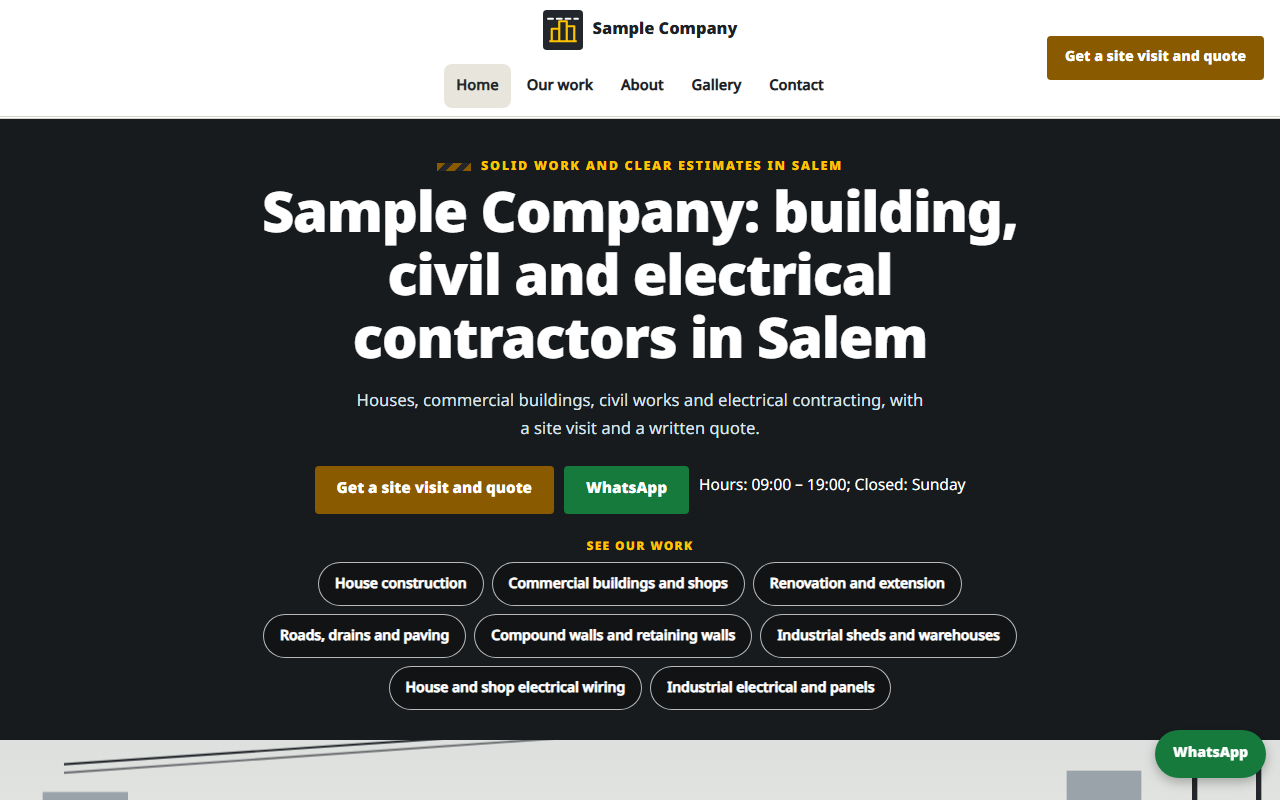 Sample Company
Get a site visit and quote
Home
Our work
About
Gallery
Contact
SOLID WORK AND CLEAR ESTIMATES IN SALEM
Sample Company: building,
civil and electrical
contractors in Salem
Houses, commercial buildings, civil works and electrical contracting, with
a site visit and a written quote.
Get a site visit and quote
WhatsApp
Hours: 09:00 – 19:00; Closed: Sunday
SEE OUR WORK
House construction
Commercial buildings and shops
Renovation and extension
Roads, drains and paving
Compound walls and retaining walls
Industrial sheds and warehouses
House and shop electrical wiring
Industrial electrical and panels
WhatsApp